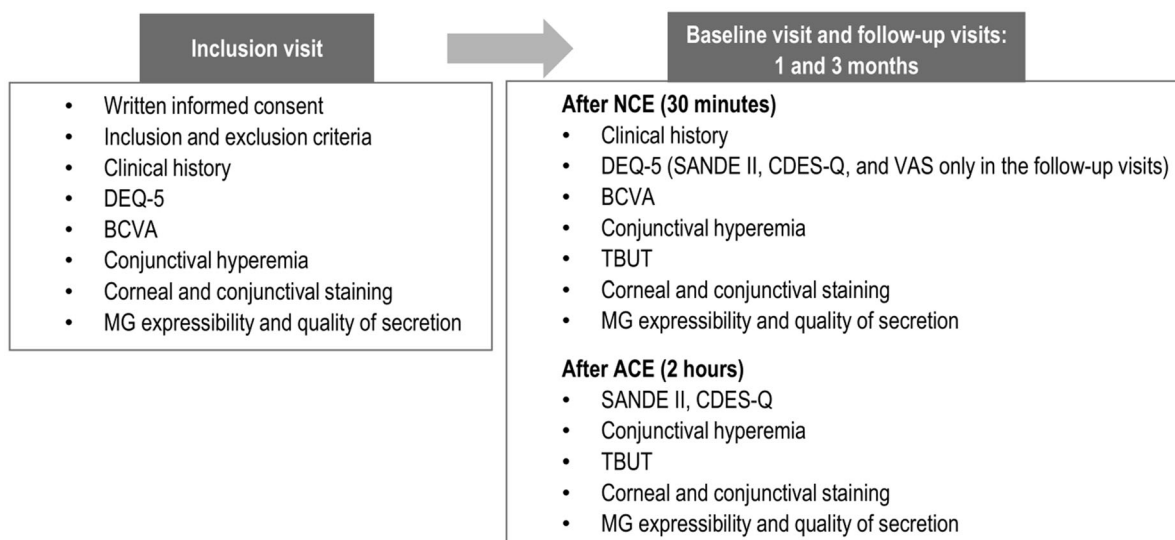 Inclusion visit
• Written informed consent
• Inclusion and exclusion criteria
• Clinical history
• DEQ-5
• BCVA
• Conjunctival hyperemia
• Corneal and conjunctival staining
• MG expressibility and quality of secretion
Baseline visit and follow-up visits:
1 and 3 months
After NCE (30 minutes)
• Clinical history
• DEQ-5 (SANDE II, CDES-Q, and VAS only in the follow-up visits)
• BCVA
• Conjunctival hyperemia
• TBUT
• Corneal and conjunctival staining
• MG expressibility and quality of secretion
After ACE (2 hours)
• SANDE II, CDES-Q
• Conjunctival hyperemia
• TBUT
• Corneal and conjunctival staining
• MG expressibility and quality of secretion